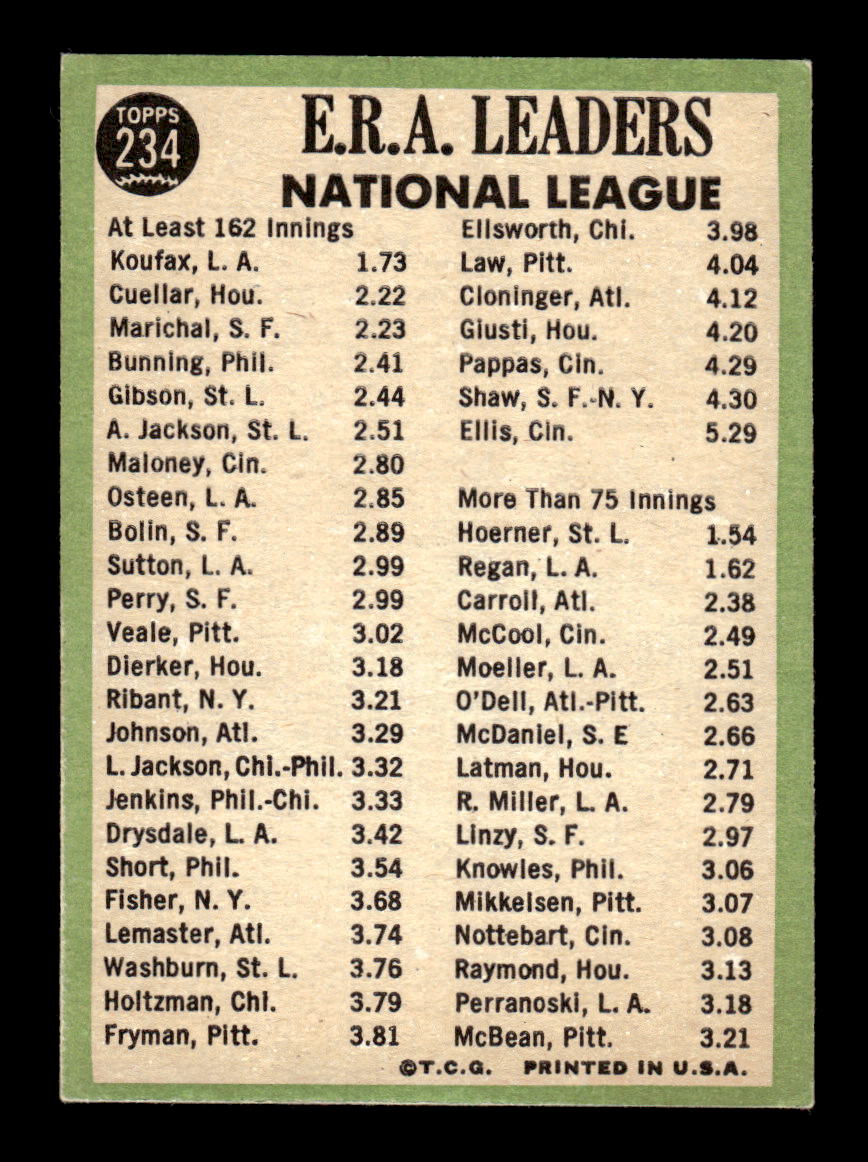 TOPPS
234
E.R.A. LEADERS
NATIONAL LEAGUE
At Least 162 Innings
Koufax, L. A. 1.73
Cuellar, Hou. 2.22
Marichal, S. F. 2.23
Bunning, Phil. 2.41
Gibson, St. L. 2.44
A. Jackson, St. L. 2.51
Maloney, Cin. 2.80
Osteen, L. A. 2.85
Bolin, S. F. 2.89
Sutton, L. A. 2.99
Perry, S. F. 2.99
Veale, Pitt. 3.02
Dierker, Hou. 3.18
Ribant, N. Y. 3.21
Johnson, Atl. 3.29
L. Jackson, Chi.-Phil. 3.32
Jenkins, Phil.-Chi. 3.33
Drysdale, L. A. 3.42
Short, Phil. 3.54
Fisher, N. Y. 3.68
Lemaster, Atl. 3.74
Washburn, St. L. 3.76
Holtzman, Chi. 3.79
Fryman, Pitt. 3.81
Ellsworth, Chi. 3.98
Law, Pitt. 4.04
Cloninger, Atl. 4.12
Giusti, Hou. 4.20
Pappas, Cin. 4.29
Shaw, S. F.-N. Y. 4.30
Ellis, Cin. 5.29
More Than 75 Innings
Hoerner, St. L. 1.54
Regan, L. A. 1.62
Carroll, Atl. 2.38
McCool, Cin. 2.49
Moeller, L. A. 2.51
O'Dell, Atl.-Pitt. 2.63
McDaniel, S. F 2.66
Latman, Hou. 2.71
R. Miller, L. A. 2.79
Linzy, S. F. 2.97
Knowles, Phil. 3.06
Mikkelsen, Pitt. 3.07
Nottebart, Cin. 3.08
Raymond, Hou. 3.13
Perranoski, L. A. 3.18
McBean, Pitt. 3.21
©T.C.G. PRINTED IN U.S.A.